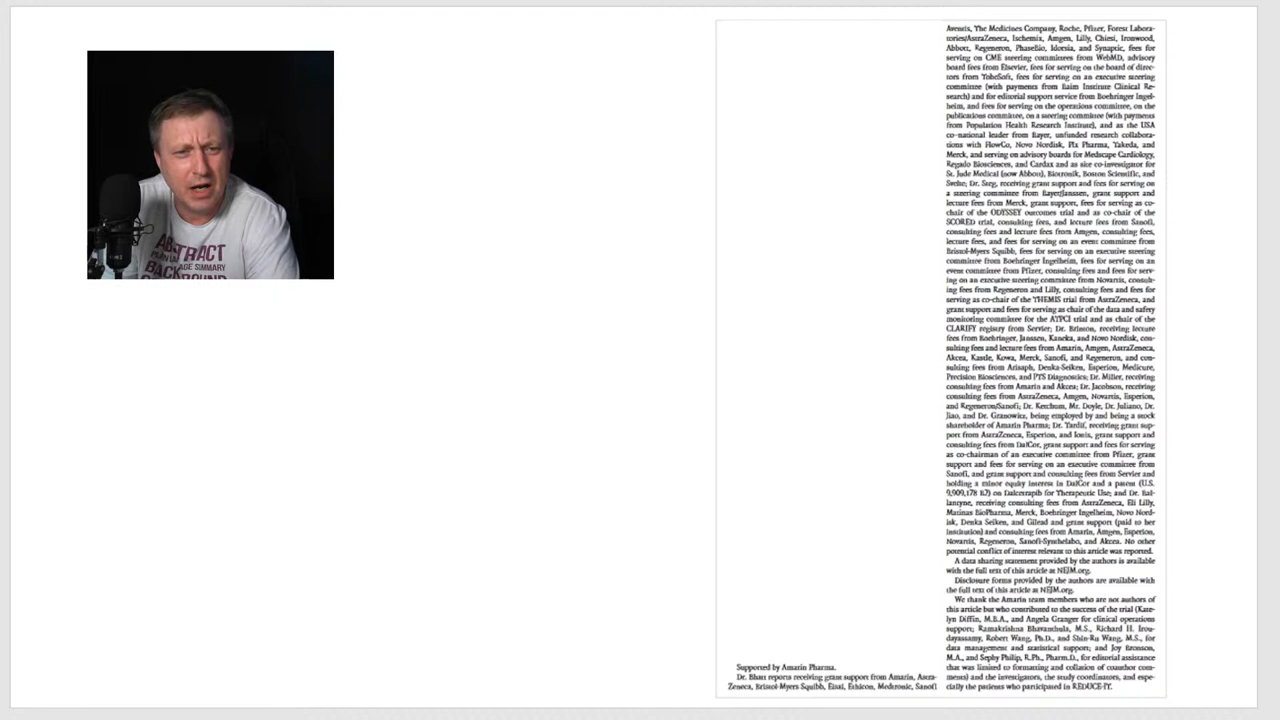 ABSTRACT
AGE SUMMARY
Supported by Amarin Pharma.
Dr. Bhatt reports receiving grant support from Amarin, Astra-
Zeneca, Bristol-Myers Squibb, Eisai, Ethicon, Medtronic, Sanofi
Aventis, The Medicines Company, Roche, Pfizer, Forest Labora-
tories/AstraZeneca, Ischemix, Amgen, Lilly, Chiesi, Ironwood,
Abbott, Regeneron, PhaseBio, Idorsia, and Synaptic, fees for
serving on CME steering committees from WebMD, advisory
board fees from Elsevier, fees for serving on the board of direc-
tors from TobeSoft, fees for serving on an executive steering
committee (with payments from Baim Institute Clinical Re-
search) and for editorial support service from Boehringer Ingel-
heim, and fees for serving on the operations committee, on the
publications committee, on a steering committee (with payments
from Population Health Research Institute), and as the USA
co-national leader from Bayer, unfunded research collabora-
tions with FlowCo, Novo Nordisk, Plx Pharma, Takeda, and
Merck, and serving on advisory boards for Medscape Cardiology,
Regado Biosciences, and Cardax and as site co-investigator for
St. Jude Medical (now Abbott), Biotronik, Boston Scientific, and
Svelte; Dr. Steg, receiving grant support and fees for serving on
a steering committee from Bayer/Janssen, grant support and
lecture fees from Merck, grant support, fees for serving as co-
chair of the ODYSSEY outcomes trial and as co-chair of the
SCORED trial, consulting fees, and lecture fees from Sanofi,
consulting fees and lecture fees from Amgen, consulting fees,
lecture fees, and fees for serving on an event committee from
Bristol-Myers Squibb, fees for serving on an executive steering
committee from Boehringer Ingelheim, fees for serving on an
event committee from Pfizer, consulting fees and fees for serv-
ing on an executive steering committee from Novartis, consult-
ing fees from Regeneron and Lilly, consulting fees and fees for
serving as co-chair of the THEMIS trial from AstraZeneca, and
grant support and fees for serving as chair of the data and safety
monitoring committee for the ATPCI trial and as chair of the
CLARIFY registry from Servier; Dr. Brinton, receiving lecture
fees from Boehringer, Janssen, Kaneka, and Novo Nordisk, con-
sulting fees and lecture fees from Amarin, Amgen, AstraZeneca,
Akcea, Kastle, Kowa, Merck, Sanofi, and Regeneron, and con-
sulting fees from Arisaph, Denka-Seiken, Esperion, Medicure,
Precision Biosciences, and PTS Diagnostics; Dr. Miller, receiving
consulting fees from Amarin and Akcea; Dr. Jacobson, receiving
consulting fees from AstraZeneca, Amgen, Novartis, Esperion,
and Regeneron/Sanofi; Dr. Ketchum, Mr. Doyle, Dr. Juliano, Dr.
Jiao, and Dr. Granowitz, being employed by and being a stock
shareholder of Amarin Pharma; Dr. Tardif, receiving grant sup-
port from AstraZeneca, Esperion, and Ionis, grant support and
consulting fees from DalCor, grant support and fees for serving
as co-chairman of an executive committee from Pfizer, grant
support and fees for serving on an executive committee from
Sanofi, and grant support and consulting fees from Servier and
holding a minor equity interest in DalCor and a patent (U.S.
9,909,178 B2) on Dalcetrapib for Therapeutic Use; and Dr. Bal-
lantyne, receiving consulting fees from AstraZeneca, Eli Lilly,
Matinas BioPharma, Merck, Boehringer Ingelheim, Novo Nord-
isk, Denka Seiken, and Gilead and grant support (paid to her
institution) and consulting fees from Amarin, Amgen, Esperion,
Novartis, Regeneron, Sanofi-Synthelabo, and Akcea. No other
potential conflict of interest relevant to this article was reported.
A data sharing statement provided by the authors is available
with the full text of this article at NEJM.org.
Disclosure forms provided by the authors are available with
the full text of this article at NEJM.org.
We thank the Amarin team members who are not authors of
this article but who contributed to the success of the trial (Kate-
lyn Diffin, M.B.A., and Angela Granger for clinical operations
support; Ramakrishna Bhavanthula, M.S., Richard H. Irou-
dayassamy, Robert Wang, Ph.D., and Shin-Ru Wang, M.S., for
data management and statistical support; and Joy Bronson,
M.A., and Sephy Philip, R.Ph., Pharm.D., for editorial assistance
that was limited to formatting and collation of coauthor com-
ments) and the investigators, the study coordinators, and espe-
cially the patients who participated in REDUCE-IT.